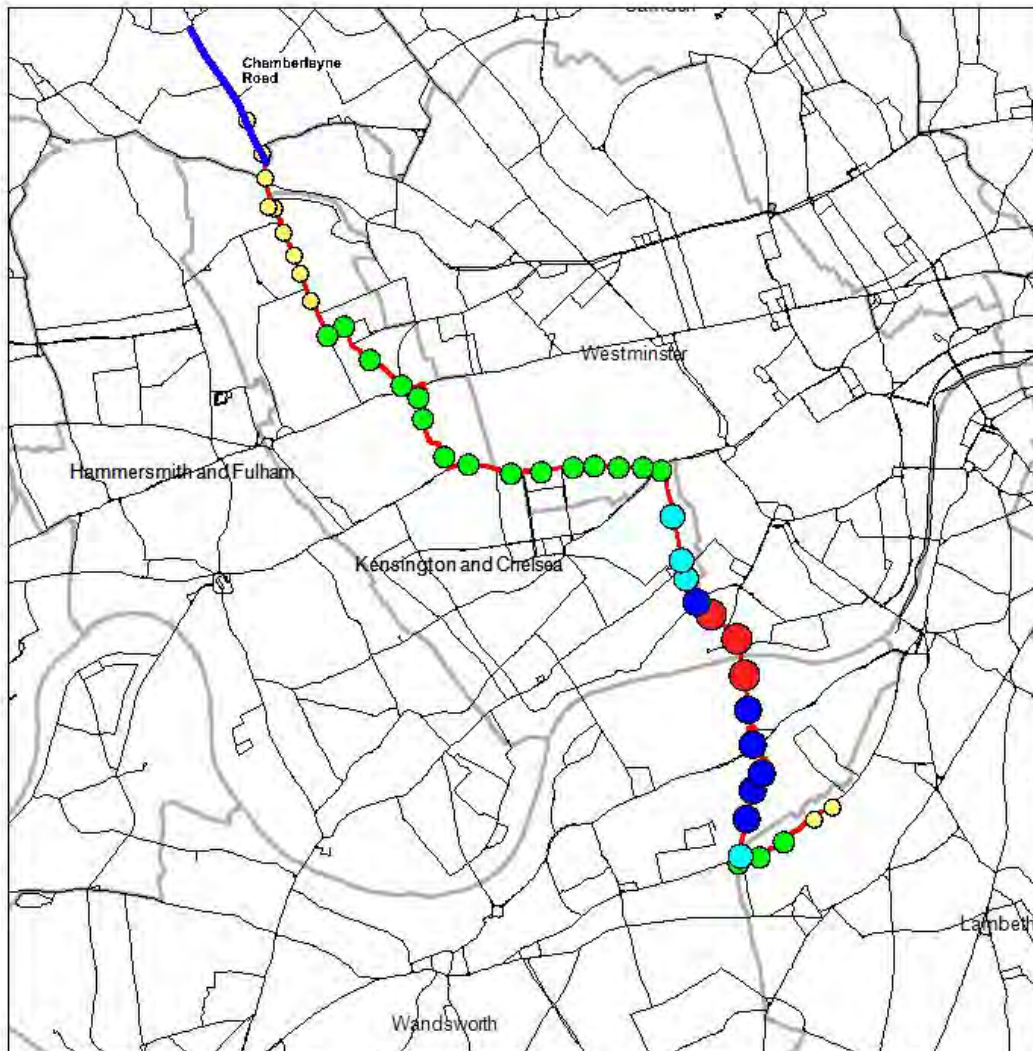 Chamberlayne
Road
Westminster
Hammersmith and Fulham
Kensington and Chelsea
Lambeth
Wandsworth